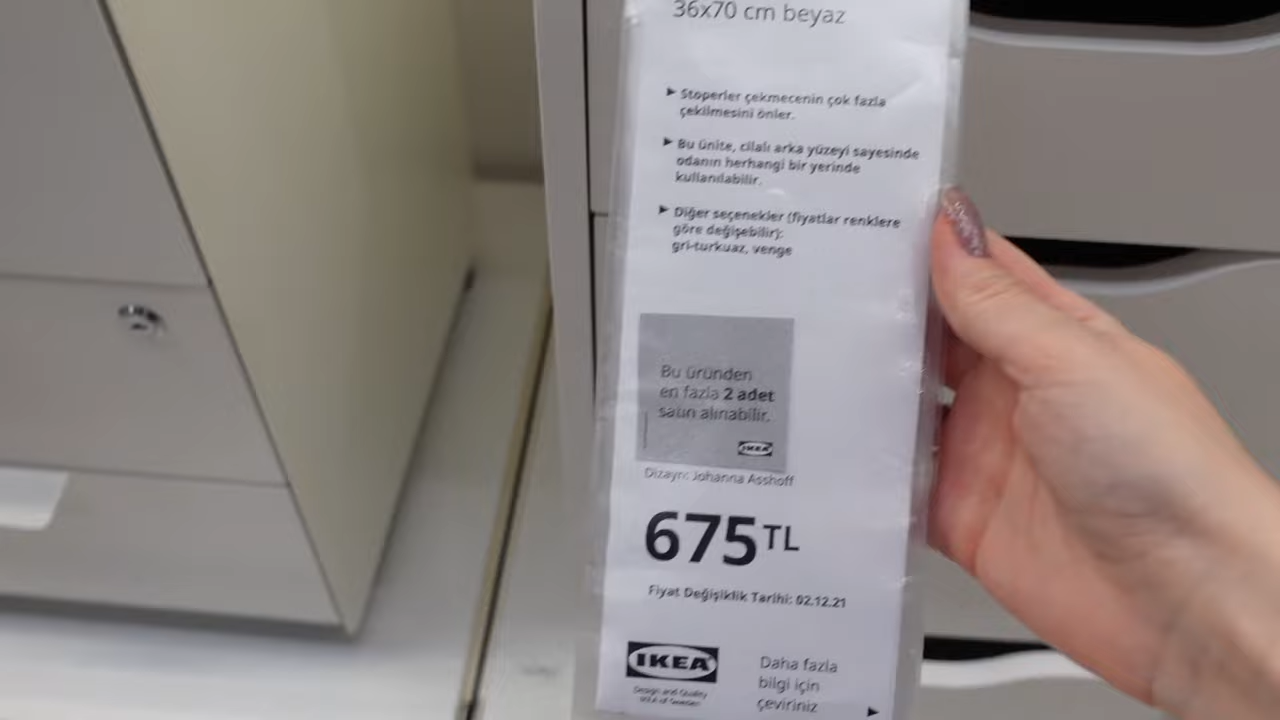 36x70 cm beyaz
► Stoperler çekmecenin çok fazla
çekilmesini önler.
► Bu ünite, cilalı arka yüzeyi sayesinde
odanın herhangi bir yerinde
kullanılabilir.
► Diğer seçenekler (fiyatlar renklere
göre değişebilir):
gri-turkuaz, venge
Bu üründen
en fazla 2 adet
satın alınabilir.
IKEA
Dizayn: Johanna Asshoff
675 TL
Fiyat Değişiklik Tarihi: 02.12.21
IKEA
Design and Quality
IKEA of Sweden
Daha fazla
bilgi için
çeviriniz ►